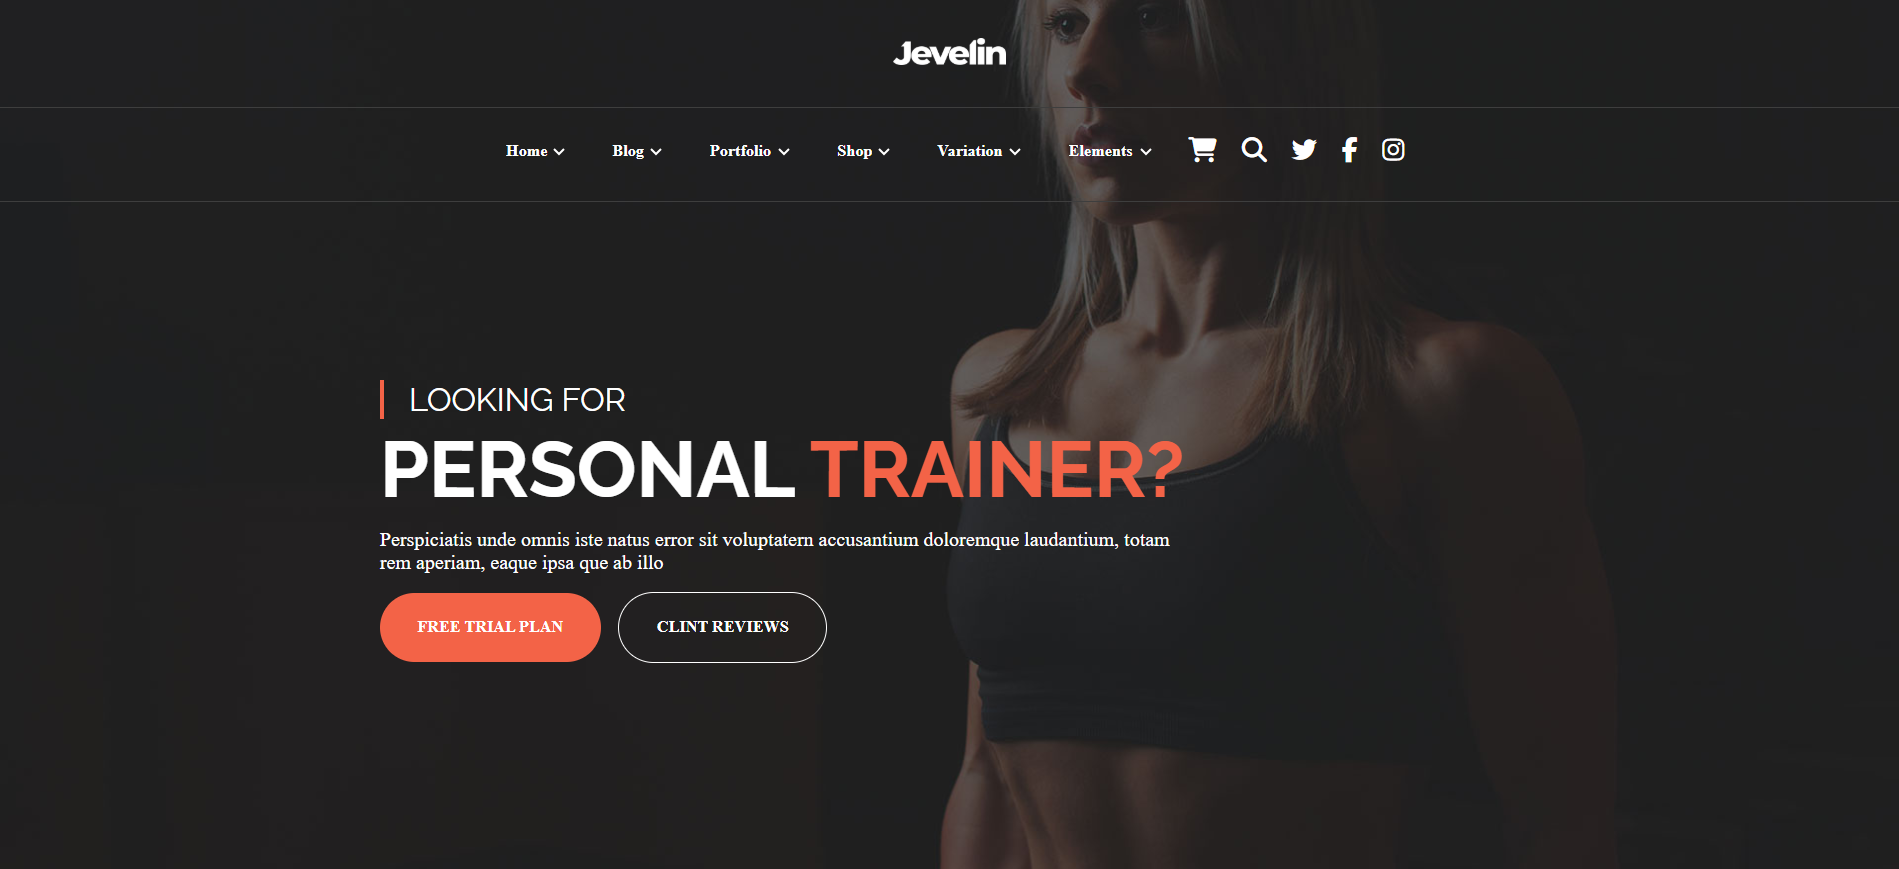 Jevelin
Home Blog Portfolio Shop Variation Elements
LOOKING FOR
PERSONAL TRAINER?
Perspiciatis unde omnis iste natus error sit voluptatern accusantium doloremque laudantium, totam
rem aperiam, eaque ipsa que ab illo
FREE TRIAL PLAN CLINT REVIEWS